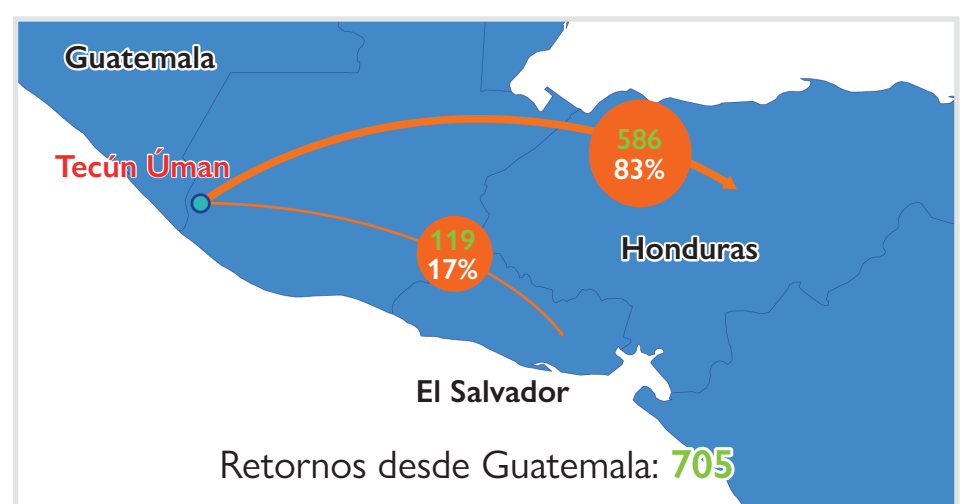 Guatemala
Tecún Úman
586
83%
119
17%
Honduras
El Salvador
Retornos desde Guatemala: 705